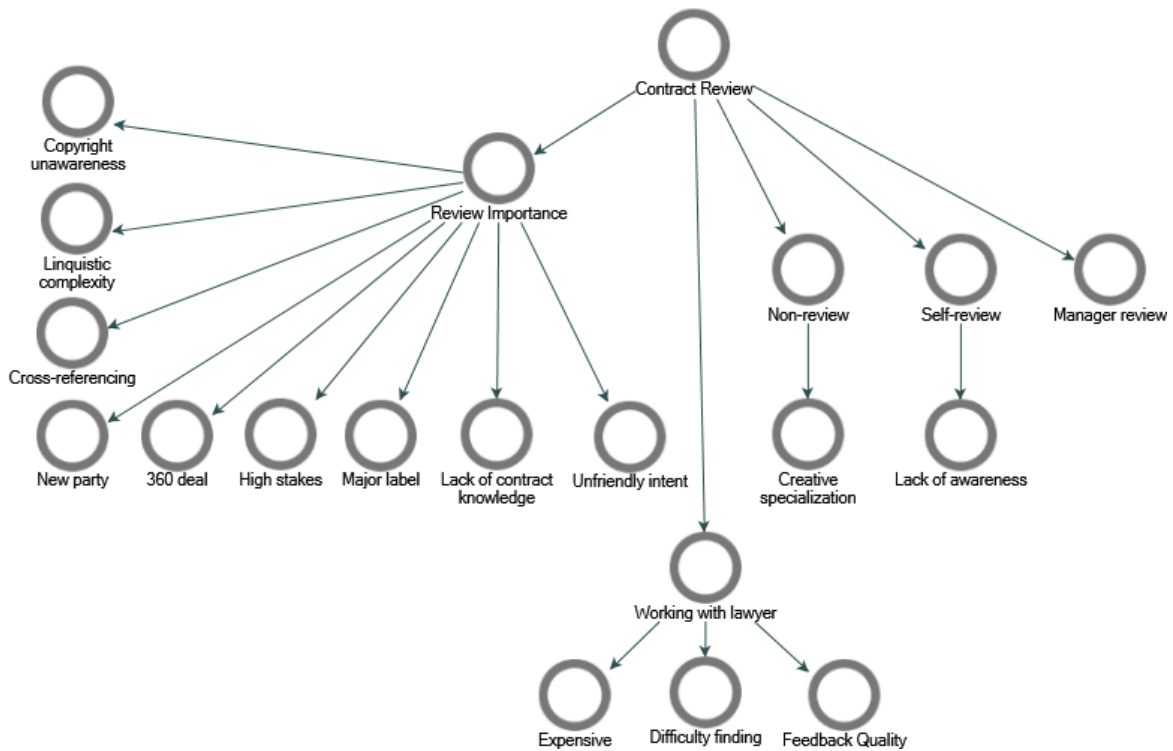 Contract Review
Copyright
unawareness
Review Importance
Linquistic
complexity
Non-review
Self-review
Manager review
Cross-referencing
New party
360 deal
High stakes
Major label
Lack of contract
knowledge
Unfriendly intent
Creative
specialization
Lack of awareness
Working with lawyer
Expensive
Difficulty finding
Feedback Quality